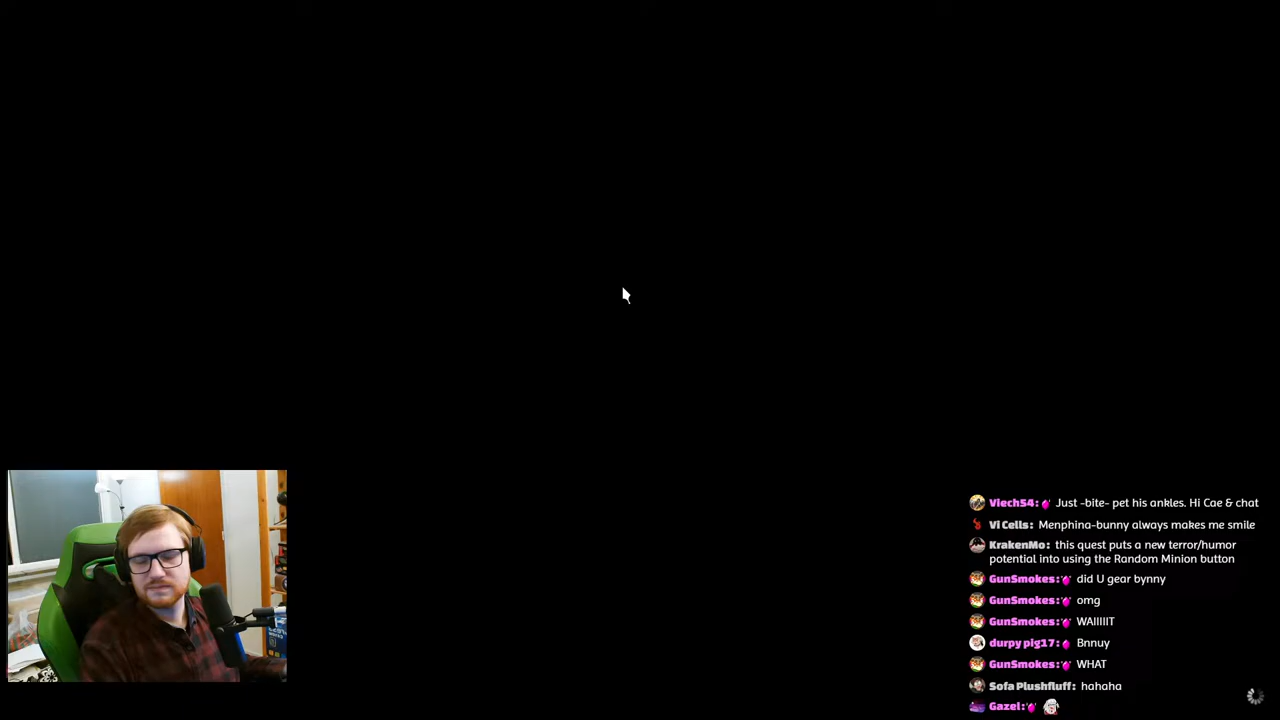 Viech54: Just -bite- pet his ankles. Hi Cae & chat
Vi Cells: Menphina-bunny always makes me smile
KrakenMo: this quest puts a new terror/humor
potential into using the Random Minion button
GunSmokes: did U gear bynny
GunSmokes: omg
GunSmokes: WAIIIIIT
durpy pig17: Bnnuy
GunSmokes: WHAT
Sofa Plushfluff: hahaha
Gazel: